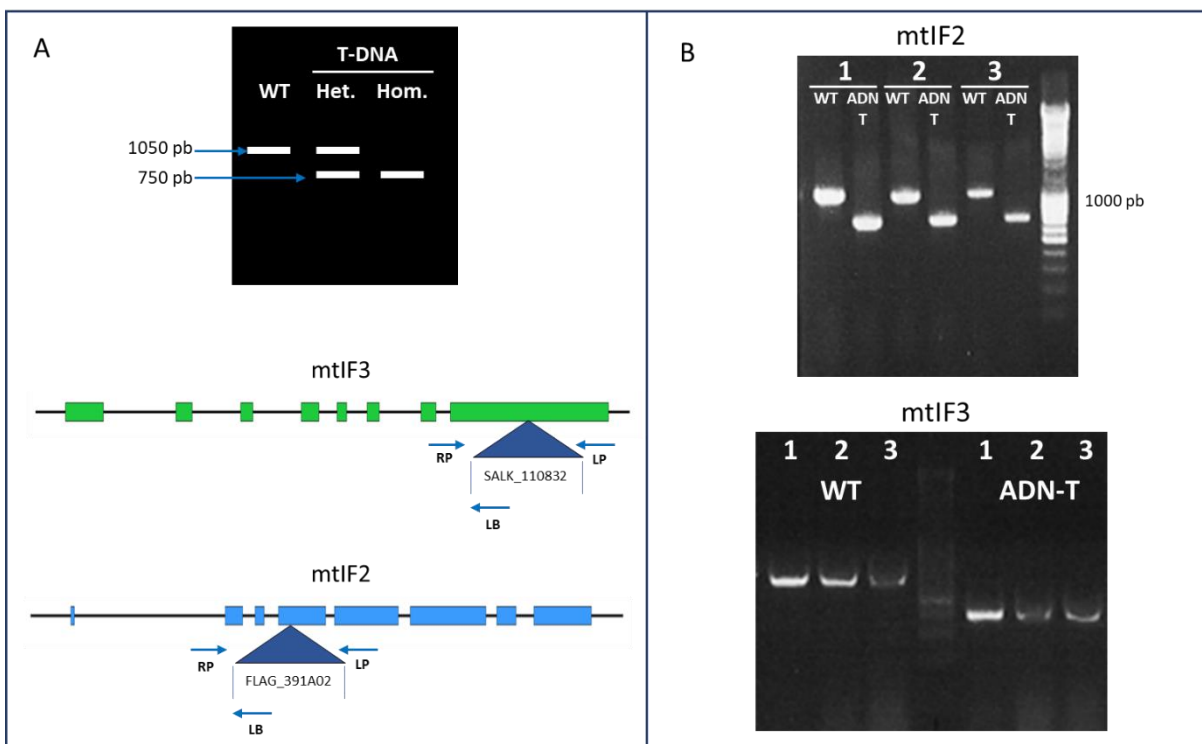 A
T-DNA
WT Het. Hom.
1050 pb
750 pb
mtIF3
RP LP
SALK_110832
LB
mtIF2
RP LP
FLAG_391A02
LB
B
mtIF2
1 2 3
WT ADN WT ADN WT ADN
T T T
1000 pb
mtIF3
1 2 3 1 2 3
WT ADN-T